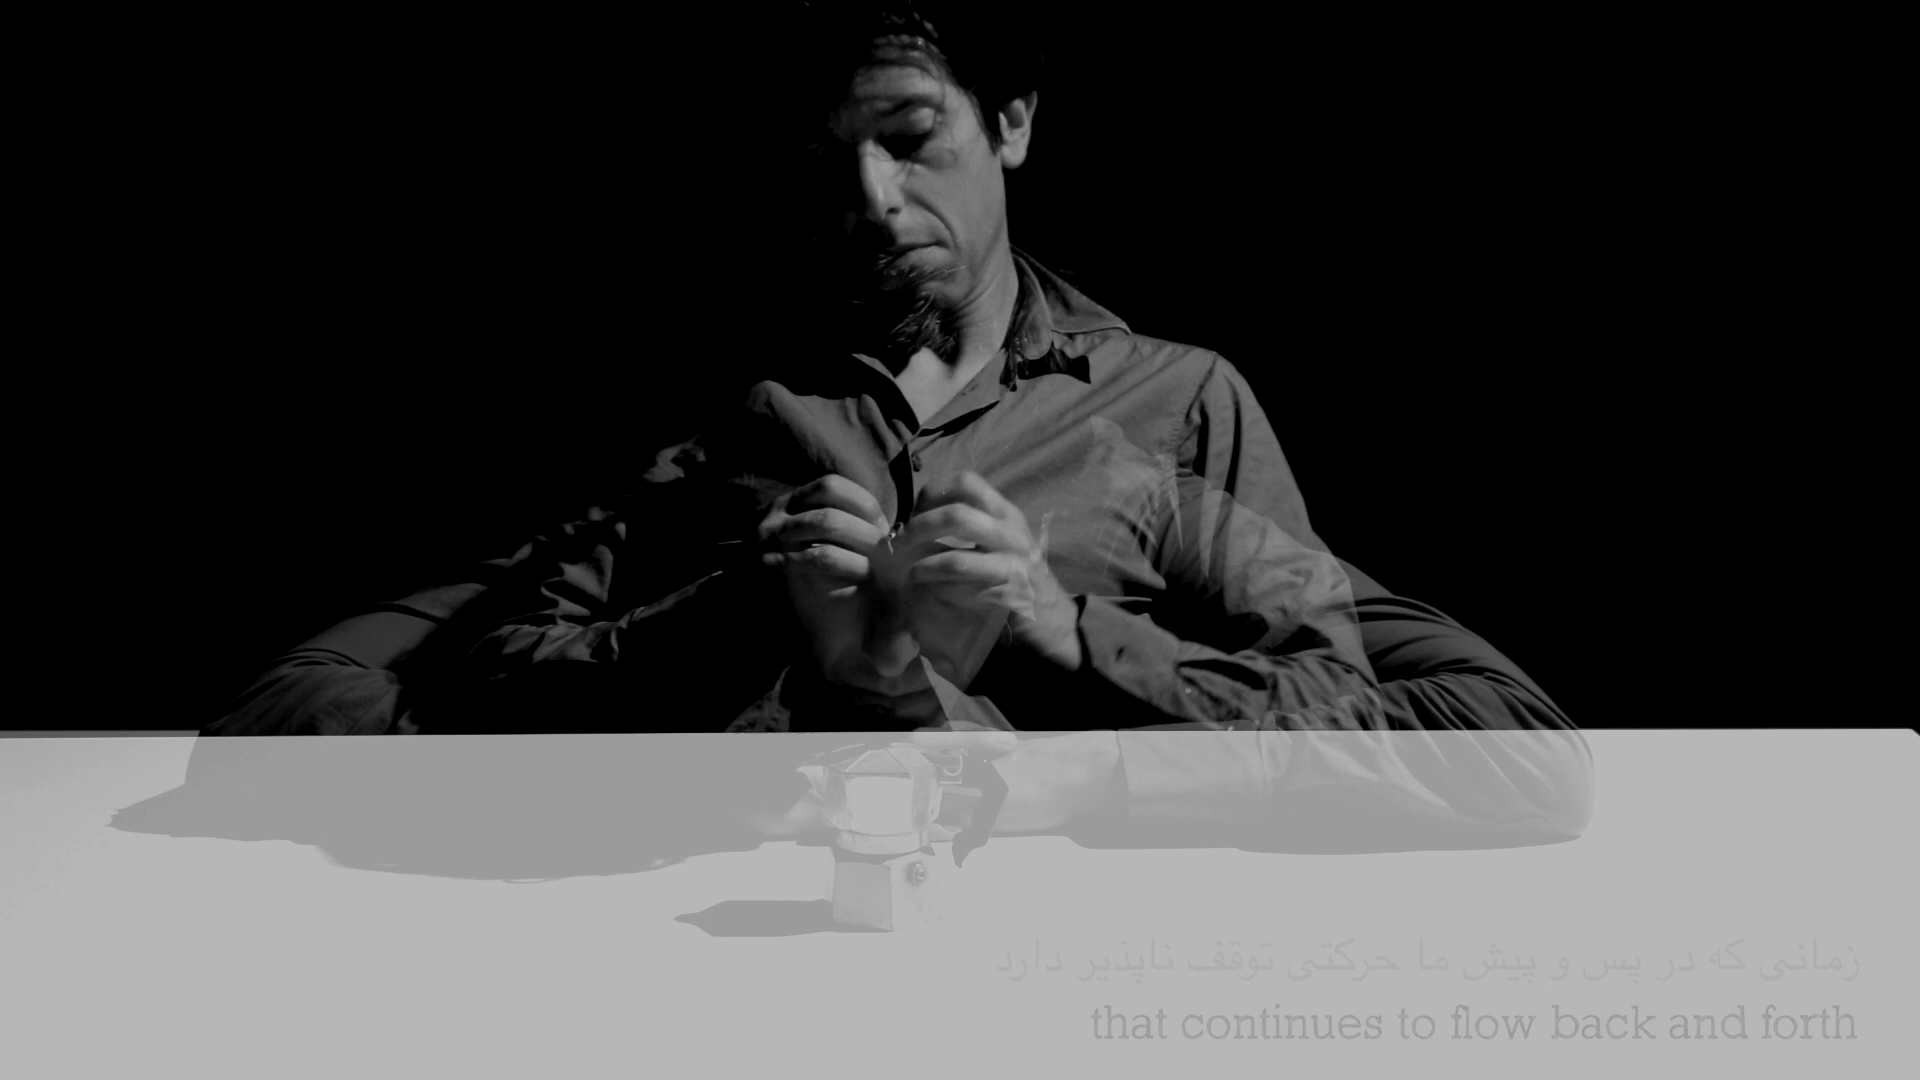 زمانی که در پس و پیش ما حرکتی توقف ناپذیر دارد
that continues to flow back and forth